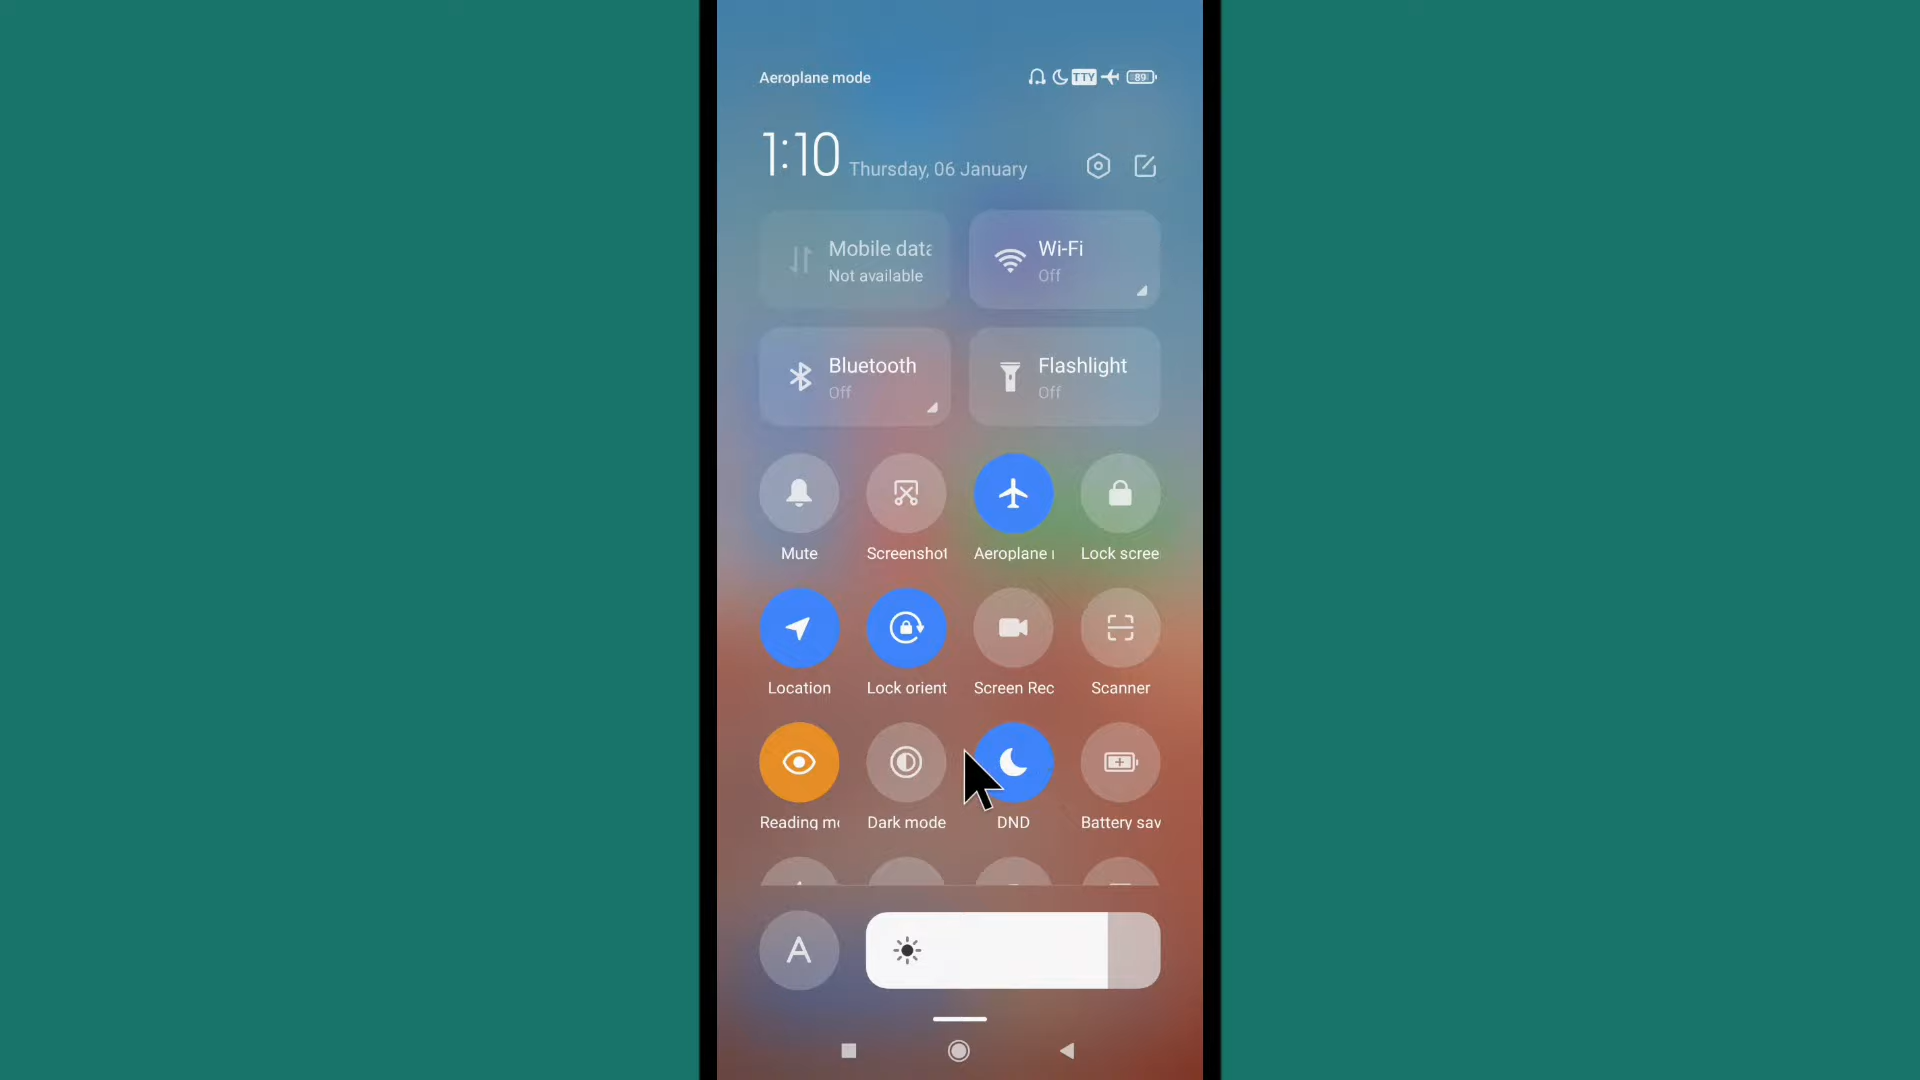 Aeroplane mode
TTY
89
1:10 Thursday, 06 January
Mobile data
Not available
Wi-Fi
Off
Bluetooth
Off
Flashlight
Off
Mute
Screenshot
Aeroplane
Lock scree
Location
Lock orient
Screen Rec
Scanner
Reading mo
Dark mode
DND
Battery sav
A